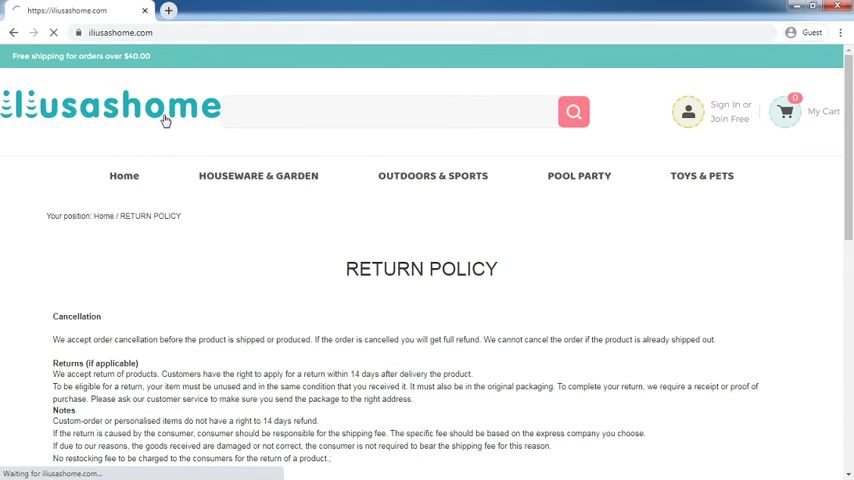 https://iliusashome.com
iliusashome.com
Guest
Free shipping for orders over $40.00
iliusashome
Sign In or
Join Free
0
My Cart
Home HOUSEWARE & GARDEN OUTDOORS & SPORTS POOL PARTY TOYS & PETS
Your position: Home / RETURN POLICY
RETURN POLICY
Cancellation
We accept order cancellation before the product is shipped or produced. If the order is cancelled you will get full refund. We cannot cancel the order if the product is already shipped out.
Returns (if applicable)
We accept return of products. Customers have the right to apply for a return within 14 days after delivery the product.
To be eligible for a return, your item must be unused and in the same condition that you received it. It must also be in the original packaging. To complete your return, we require a receipt or proof of
purchase. Please ask our customer service to make sure you send the package to the right address.
Notes
Custom-order or personalised items do not have a right to 14 days refund.
If the return is caused by the consumer, consumer should be responsible for the shipping fee. The specific fee should be based on the express company you choose.
If due to our reasons, the goods received are damaged or not correct, the consumer is not required to bear the shipping fee for this reason.
No restocking fee to be charged to the consumers for the return of a product.;
Waiting for iliusashome.com...